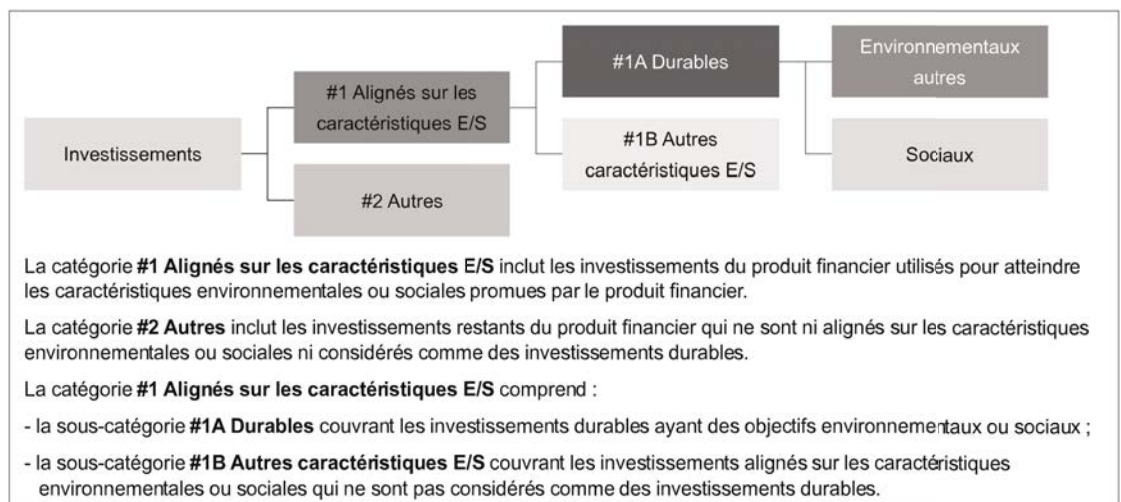 #1A Durables
Environnementaux
autres
#1 Alignés sur les
caractéristiques E/S
Investissements
#1B Autres
caractéristiques E/S
Sociaux
#2 Autres
La catégorie #1 Alignés sur les caractéristiques E/S inclut les investissements du produit financier utilisés pour atteindre
les caractéristiques environnementales ou sociales promues par le produit financier.
La catégorie #2 Autres inclut les investissements restants du produit financier qui ne sont ni alignés sur les caractéristiques
environnementales ou sociales ni considérés comme des investissements durables.
La catégorie #1 Alignés sur les caractéristiques E/S comprend :
- la sous-catégorie #1A Durables couvrant les investissements durables ayant des objectifs environnementaux ou sociaux ;
- la sous-catégorie #1B Autres caractéristiques E/S couvrant les investissements alignés sur les caractéristiques
environnementales ou sociales qui ne sont pas considérés comme des investissements durables.